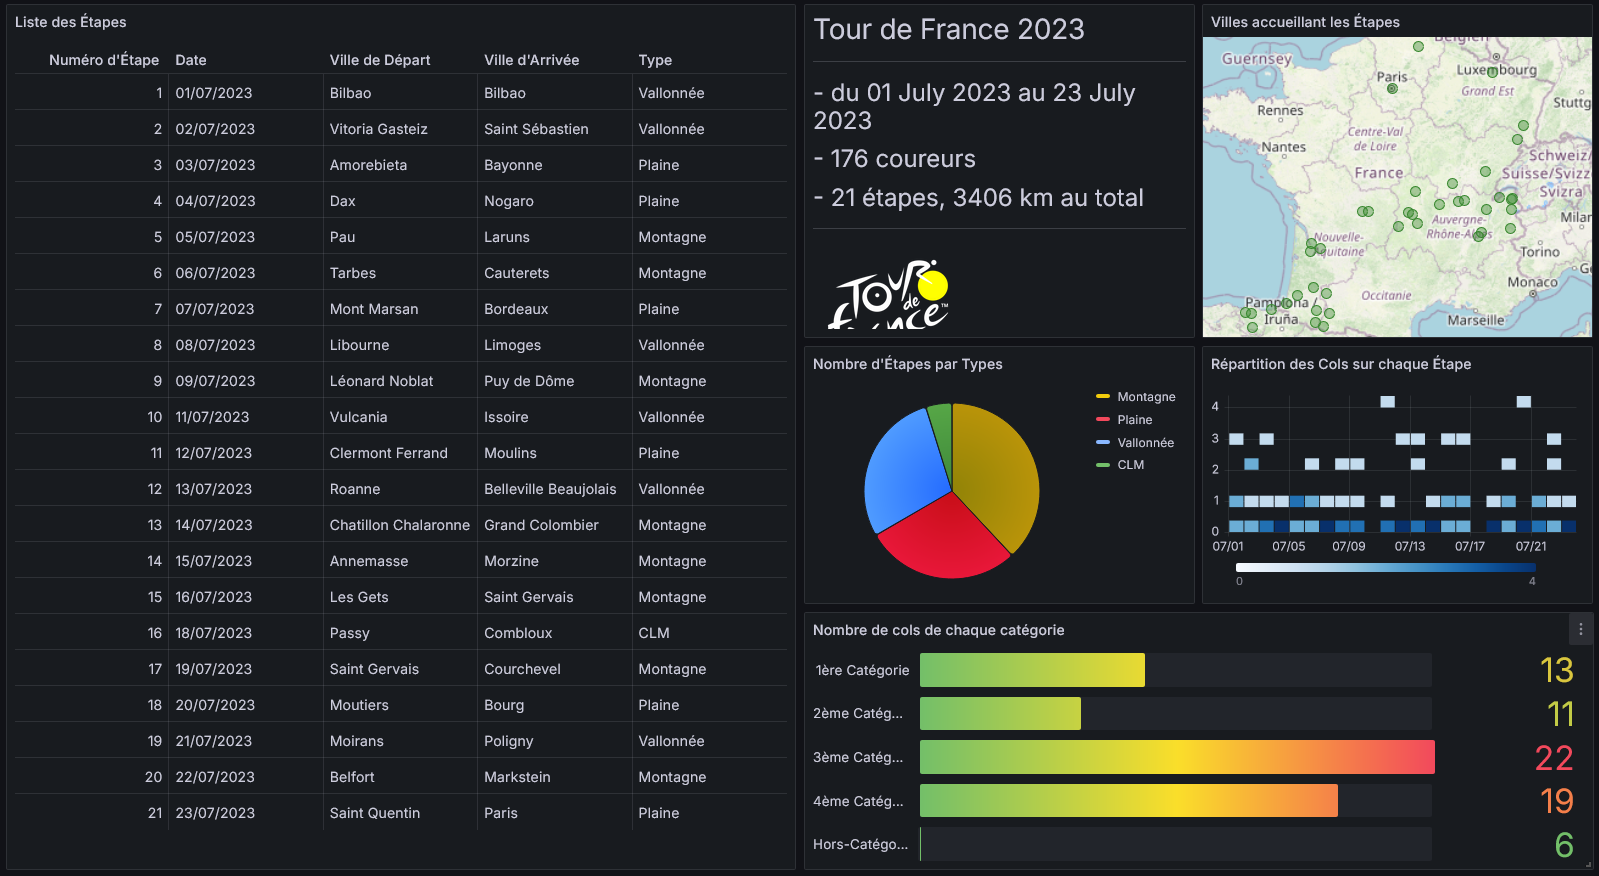 Liste des Étapes
Numéro d'Étape Date Ville de Départ Ville d'Arrivée Type
1 01/07/2023 Bilbao Bilbao Vallonnée
2 02/07/2023 Vitoria Gasteiz Saint Sébastien Vallonnée
3 03/07/2023 Amorebieta Bayonne Plaine
4 04/07/2023 Dax Nogaro Plaine
5 05/07/2023 Pau Laruns Montagne
6 06/07/2023 Tarbes Cauterets Montagne
7 07/07/2023 Mont Marsan Bordeaux Plaine
8 08/07/2023 Libourne Limoges Vallonnée
9 09/07/2023 Léonard Noblat Puy de Dôme Montagne
10 11/07/2023 Vulcania Issoire Vallonnée
11 12/07/2023 Clermont Ferrand Moulins Plaine
12 13/07/2023 Roanne Belleville Beaujolais Vallonnée
13 14/07/2023 Chatillon Chalaronne Grand Colombier Montagne
14 15/07/2023 Annemasse Morzine Montagne
15 16/07/2023 Les Gets Saint Gervais Montagne
16 18/07/2023 Passy Combloux CLM
17 19/07/2023 Saint Gervais Courchevel Montagne
18 20/07/2023 Moutiers Bourg Plaine
19 21/07/2023 Moirans Poligny Vallonnée
20 22/07/2023 Belfort Markstein Montagne
21 23/07/2023 Saint Quentin Paris Plaine
Tour de France 2023
- du 01 July 2023 au 23 July
2023
- 176 coureurs
- 21 étapes, 3406 km au total
TOUR
de
France™
Villes accueillant les Étapes
Belgien
Guernsey
Paris
Luxembourg
Grand Est
Stuttg
Rennes
Centre-Val
de Loire
Nantes
Schweiz/
France
Suisse/Svizz
Svizra
Auvergne-
Rhône-Alpes
Milan
Nouvelle-
Aquitaine
Torino
Ge
Monaco
Occitanie
Pamplona /
Iruña
Marseille
Nombre d'Étapes par Types
Montagne
Plaine
Vallonnée
CLM
Répartition des Cols sur chaque Étape
4
3
2
1
0
07/01 07/05 07/09 07/13 07/17 07/21
0 4
Nombre de cols de chaque catégorie
1ère Catégorie 13
2ème Catég... 11
3ème Catég... 22
4ème Catég... 19
Hors-Catégo... 6